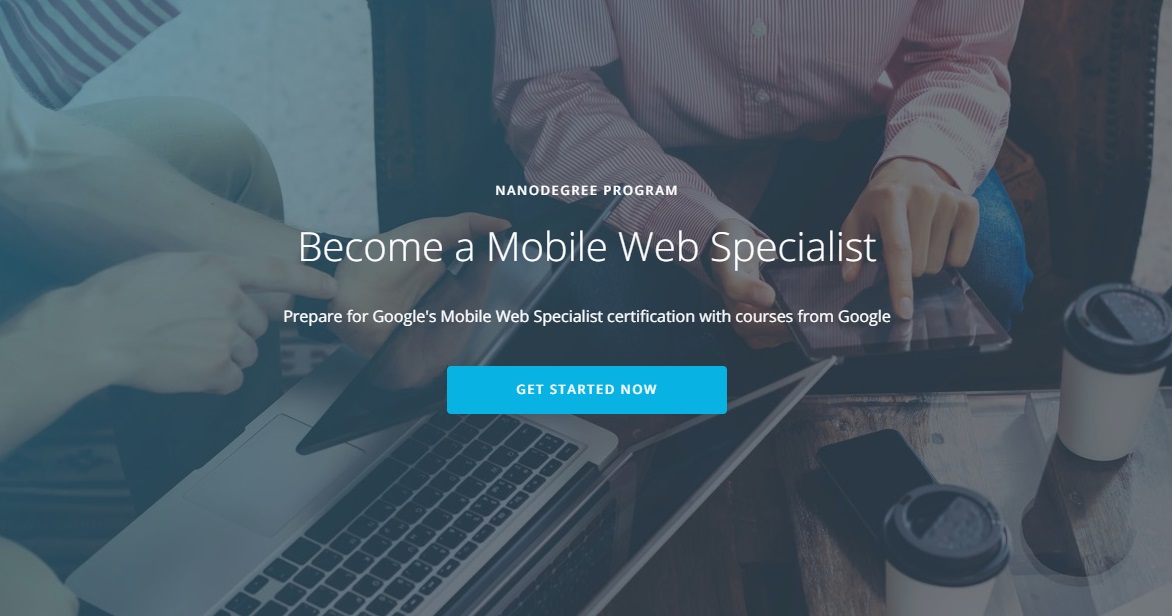 NANODEGREE PROGRAM
Become a Mobile Web Specialist
Prepare for Google's Mobile Web Specialist certification with courses from Google
GET STARTED NOW